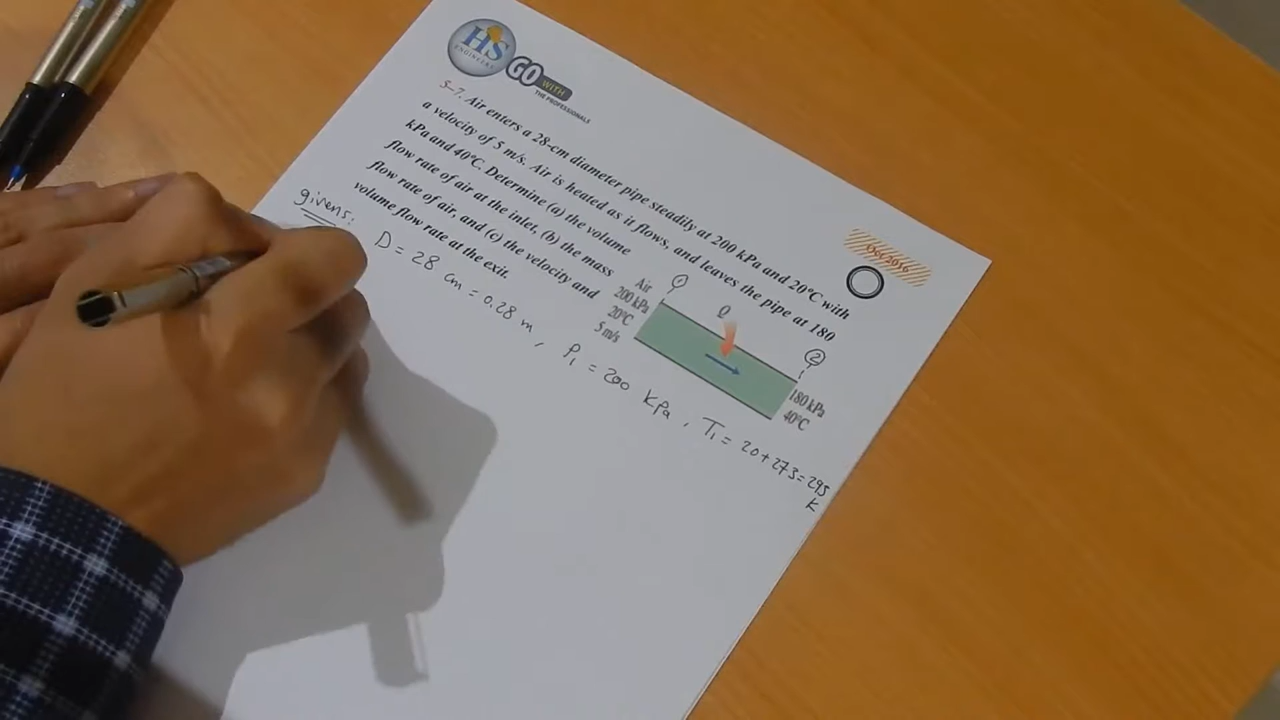 HS
ENGINEERS
GO
WITH
THE PROFESSIONALS
5–7. Air enters a 28-cm diameter pipe steadily at 200 kPa and 20°C with
a velocity of 5 m/s. Air is heated as it flows, and leaves the pipe at 180
kPa and 40°C. Determine (a) the volume
flow rate of air at the inlet, (b) the mass
flow rate of air, and (c) the velocity and
volume flow rate at the exit.
Oct/2016
Air
200 kPa
20°C
5 m/s
1
Q
2
180 kPa
40°C
givens:
D = 28 cm = 0.28 m, P1 = 200 KPa, T1 = 20+273=293
K